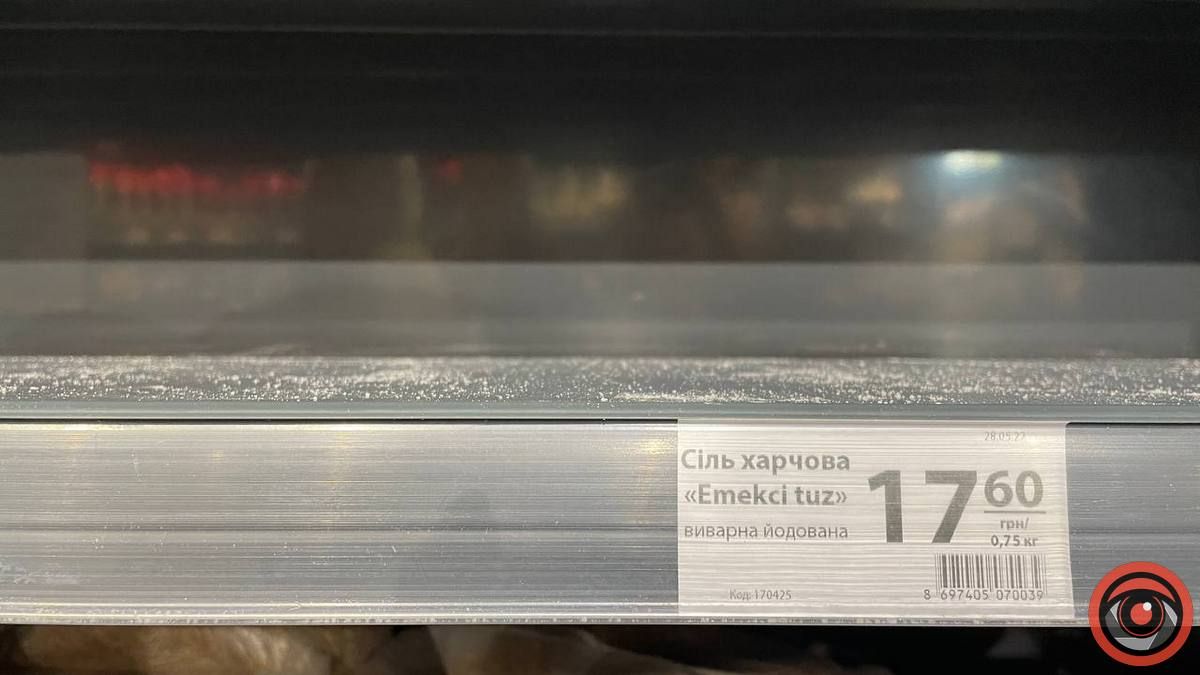 28.05.22
Сіль харчова
«Emekci tuz»
виварна йодована
17 60
грн/
0,75 кг
Код: 170425
8 697405 070039